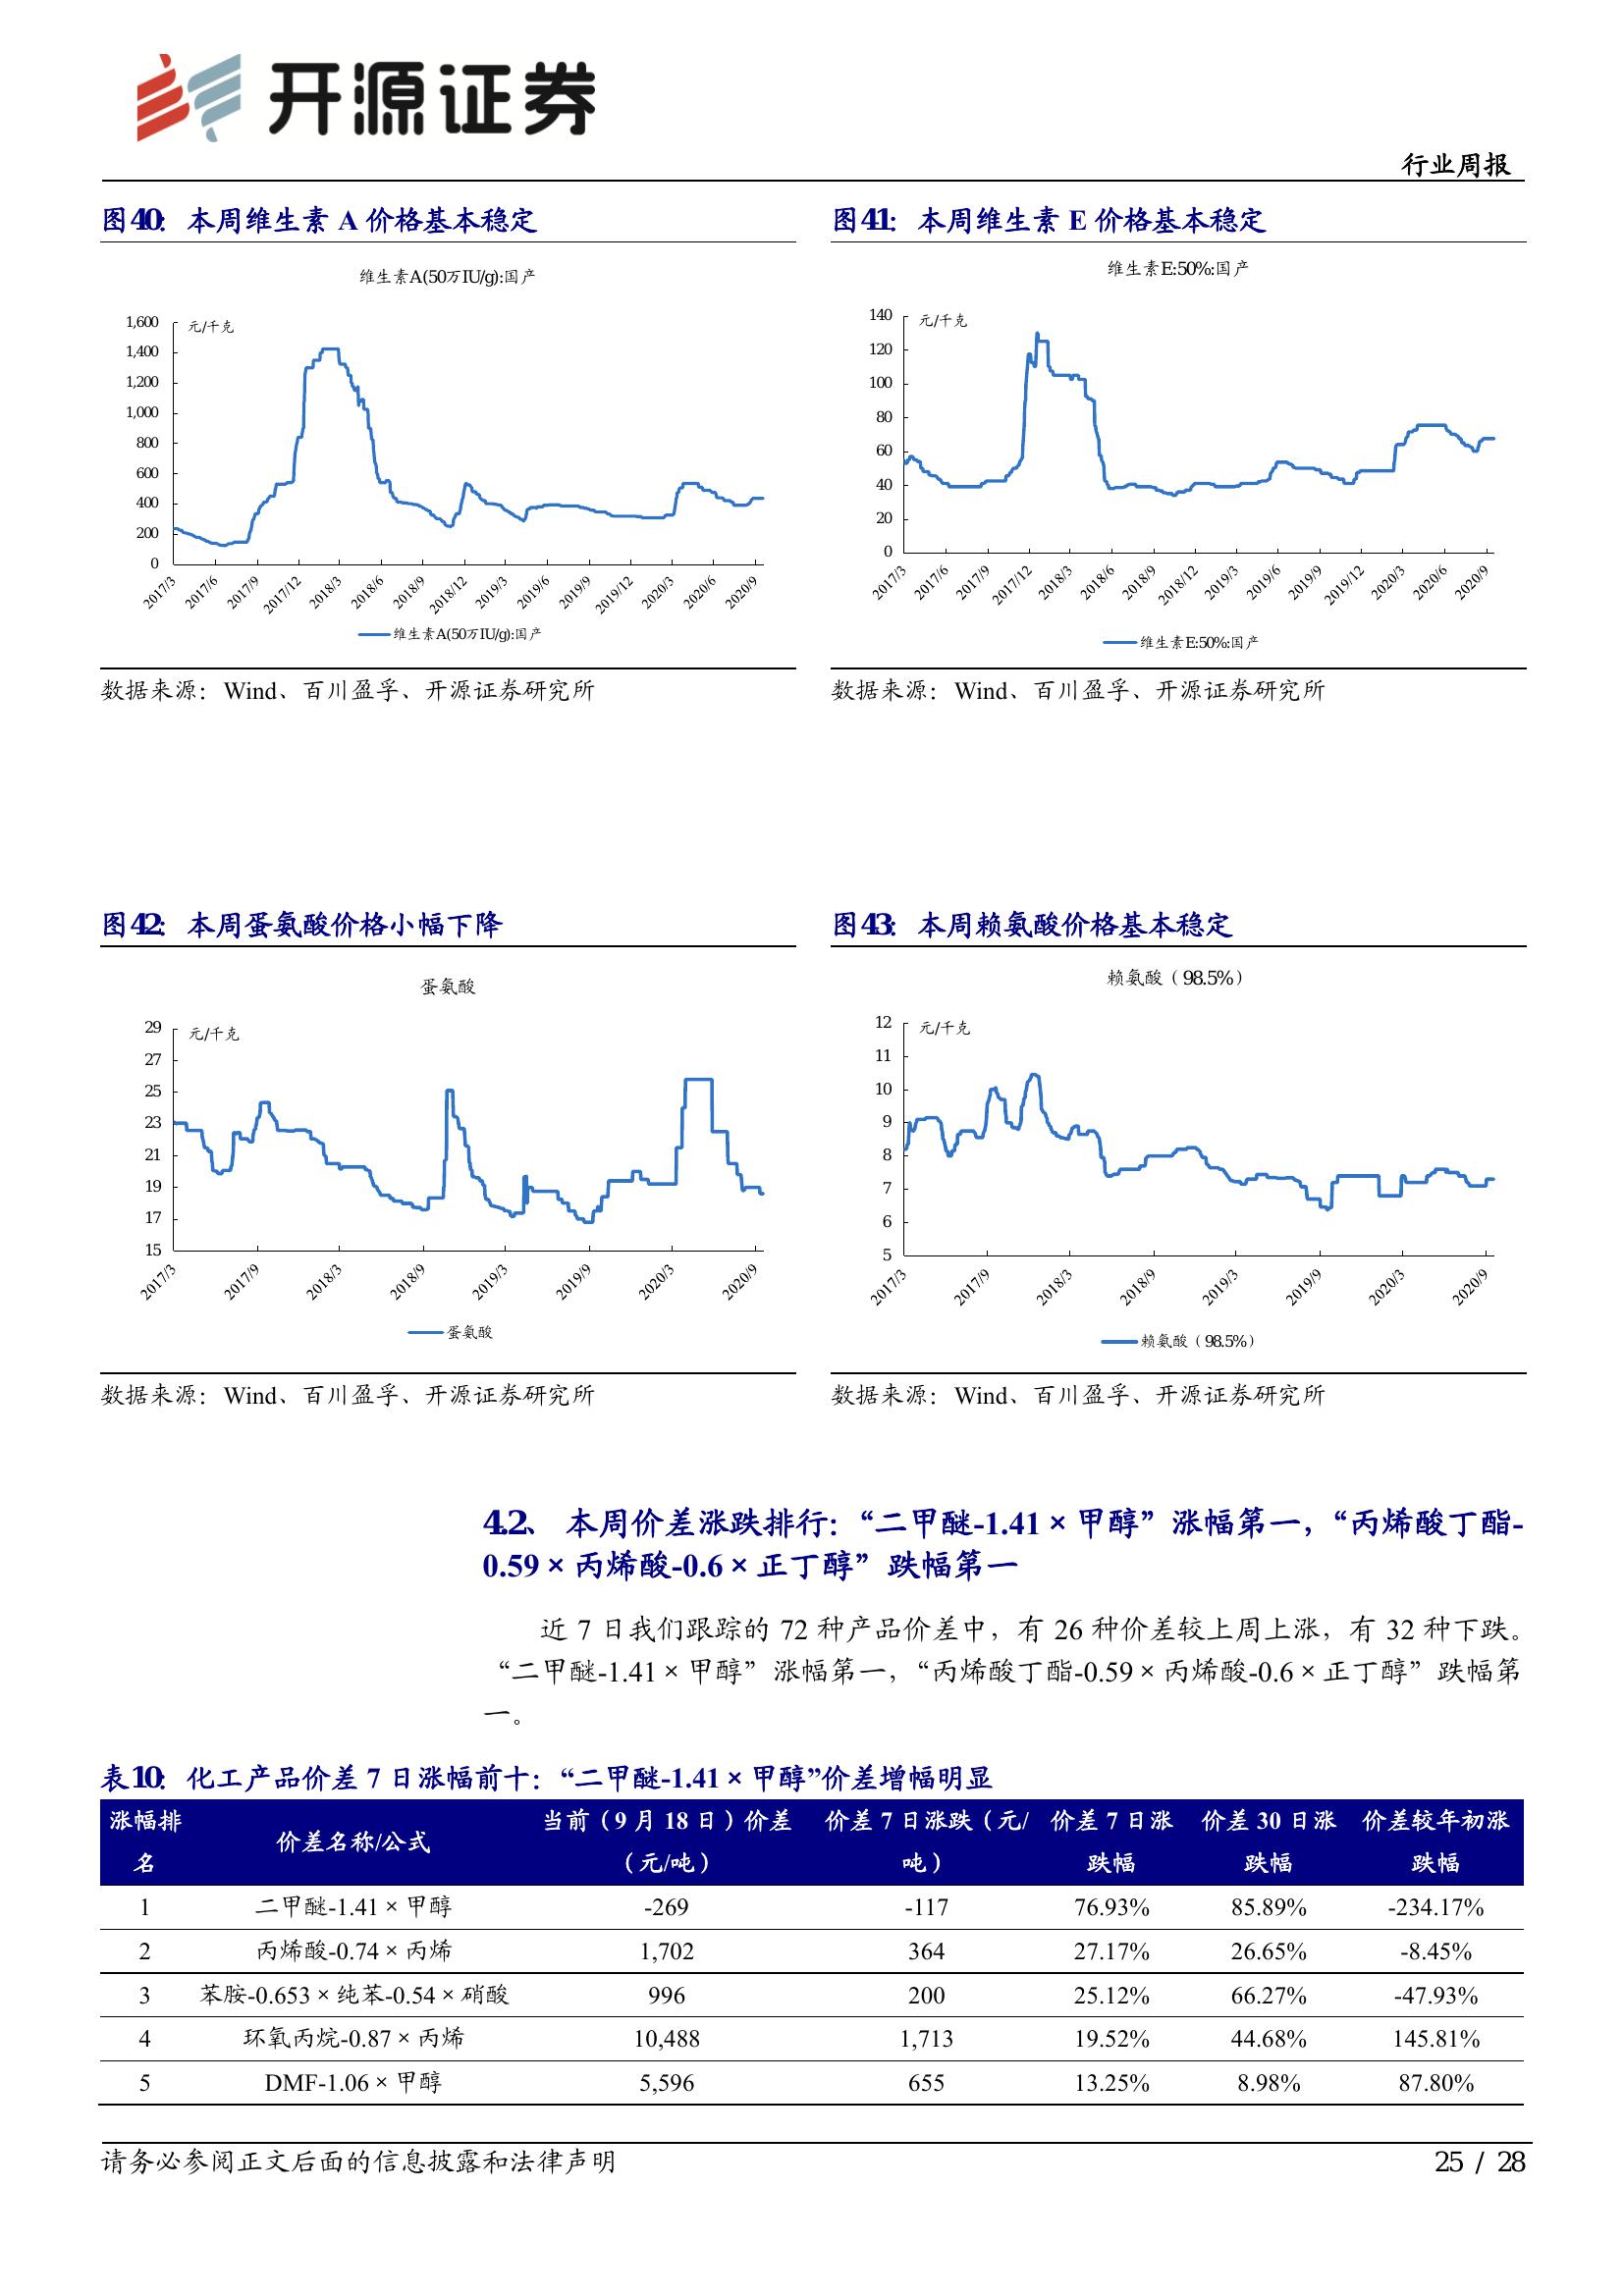 开源证券
行业周报
图40： 本周维生素 A 价格基本稳定
维生素A(50万IU/g):国产
元/千克
1,600
1,400
1,200
1,000
800
600
400
200
0
2017/3 2017/6 2017/9 2017/12 2018/3 2018/6 2018/9 2018/12 2019/3 2019/6 2019/9 2019/12 2020/3 2020/6 2020/9
维生素A(50万IU/g):国产
数据来源：Wind、百川盈孚、开源证券研究所
图41： 本周维生素 E 价格基本稳定
维生素E:50%:国产
元/千克
140
120
100
80
60
40
20
0
2017/3 2017/6 2017/9 2017/12 2018/3 2018/6 2018/9 2018/12 2019/3 2019/6 2019/9 2019/12 2020/3 2020/6 2020/9
维生素E:50%:国产
数据来源：Wind、百川盈孚、开源证券研究所
图42： 本周蛋氨酸价格小幅下降
蛋氨酸
元/千克
29
27
25
23
21
19
17
15
2017/3 2017/9 2018/3 2018/9 2019/3 2019/9 2020/3 2020/9
蛋氨酸
数据来源：Wind、百川盈孚、开源证券研究所
图43： 本周赖氨酸价格基本稳定
赖氨酸（98.5%）
元/千克
12
11
10
9
8
7
6
5
2017/3 2017/9 2018/3 2018/9 2019/3 2019/9 2020/3 2020/9
赖氨酸（98.5%）
数据来源：Wind、百川盈孚、开源证券研究所
4.2、 本周价差涨跌排行：“二甲醚-1.41×甲醇”涨幅第一，“丙烯酸丁酯-
0.59×丙烯酸-0.6×正丁醇”跌幅第一
近 7 日我们跟踪的 72 种产品价差中，有 26 种价差较上周上涨，有 32 种下跌。
“二甲醚-1.41×甲醇”涨幅第一，“丙烯酸丁酯-0.59×丙烯酸-0.6×正丁醇”跌幅第
一。
表10： 化工产品价差 7 日涨幅前十：“二甲醚-1.41×甲醇”价差增幅明显
涨幅排名 价差名称/公式 当前（9 月 18 日）价差（元/吨） 价差 7 日涨跌（元/吨） 价差 7 日涨跌幅 价差 30 日涨跌幅 价差较年初涨跌幅
1 二甲醚-1.41×甲醇 -269 -117 76.93% 85.89% -234.17%
2 丙烯酸-0.74×丙烯 1,702 364 27.17% 26.65% -8.45%
3 苯胺-0.653×纯苯-0.54×硝酸 996 200 25.12% 66.27% -47.93%
4 环氧丙烷-0.87×丙烯 10,488 1,713 19.52% 44.68% 145.81%
5 DMF-1.06×甲醇 5,596 655 13.25% 8.98% 87.80%
请务必参阅正文后面的信息披露和法律声明
25 / 28